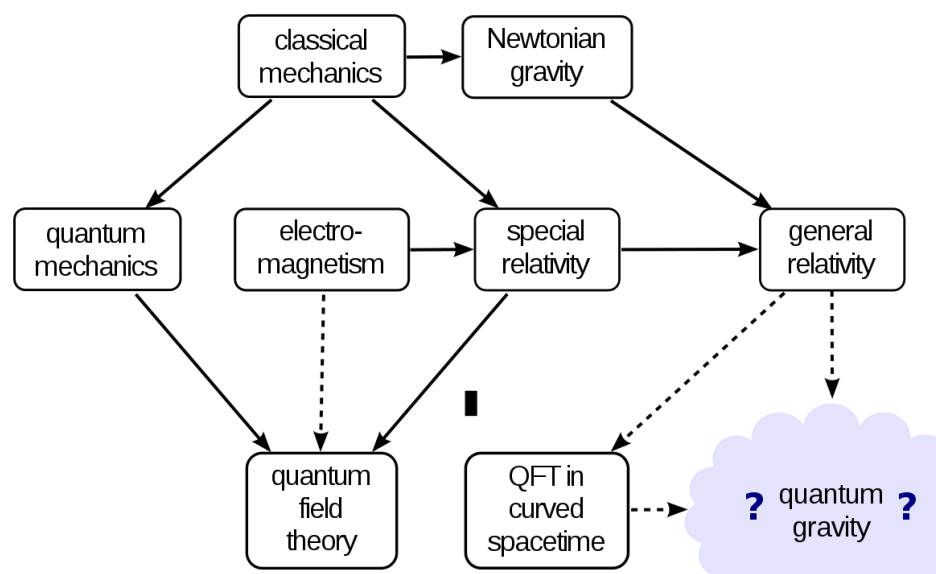 classical
mechanics
Newtonian
gravity
quantum
mechanics
electro-
magnetism
special
relativity
general
relativity
quantum
field
theory
QFT in
curved
spacetime
? quantum ?
gravity